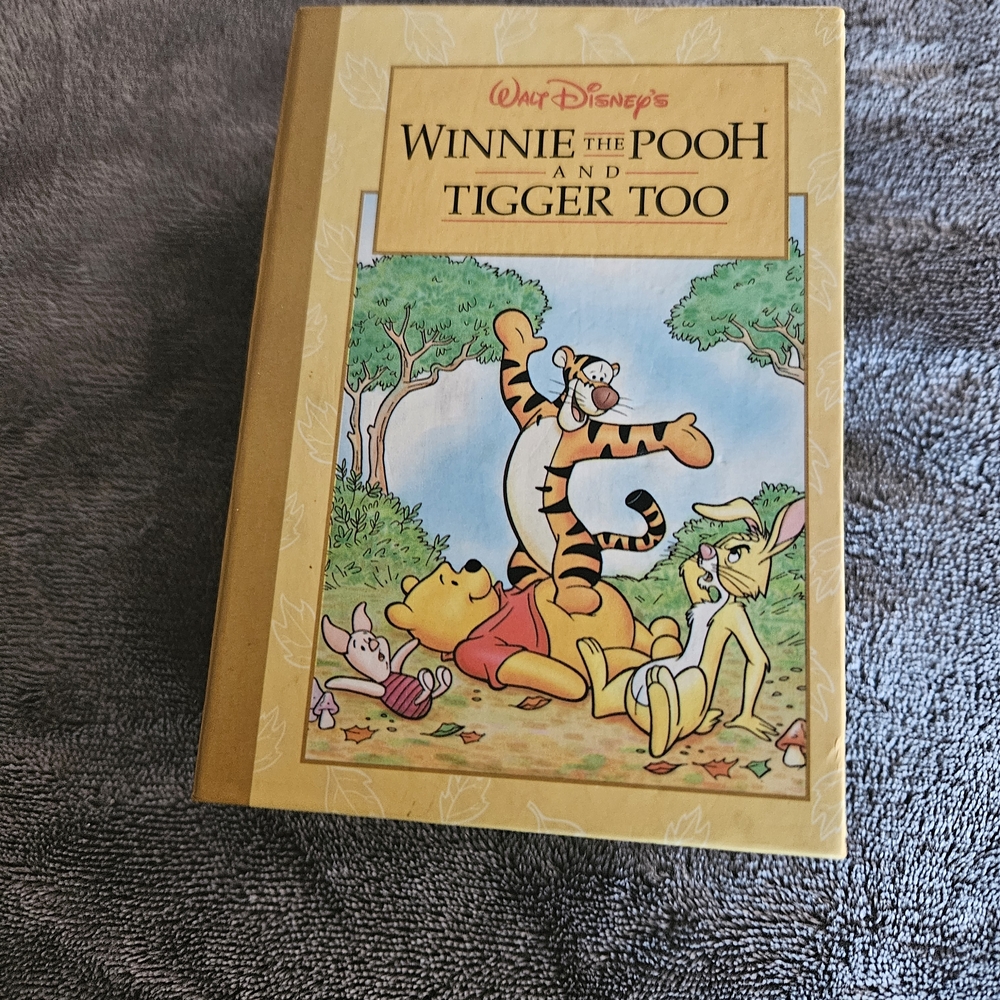 WALT DISNEY'S
WINNIE THE POOH
AND
TIGGER TOO